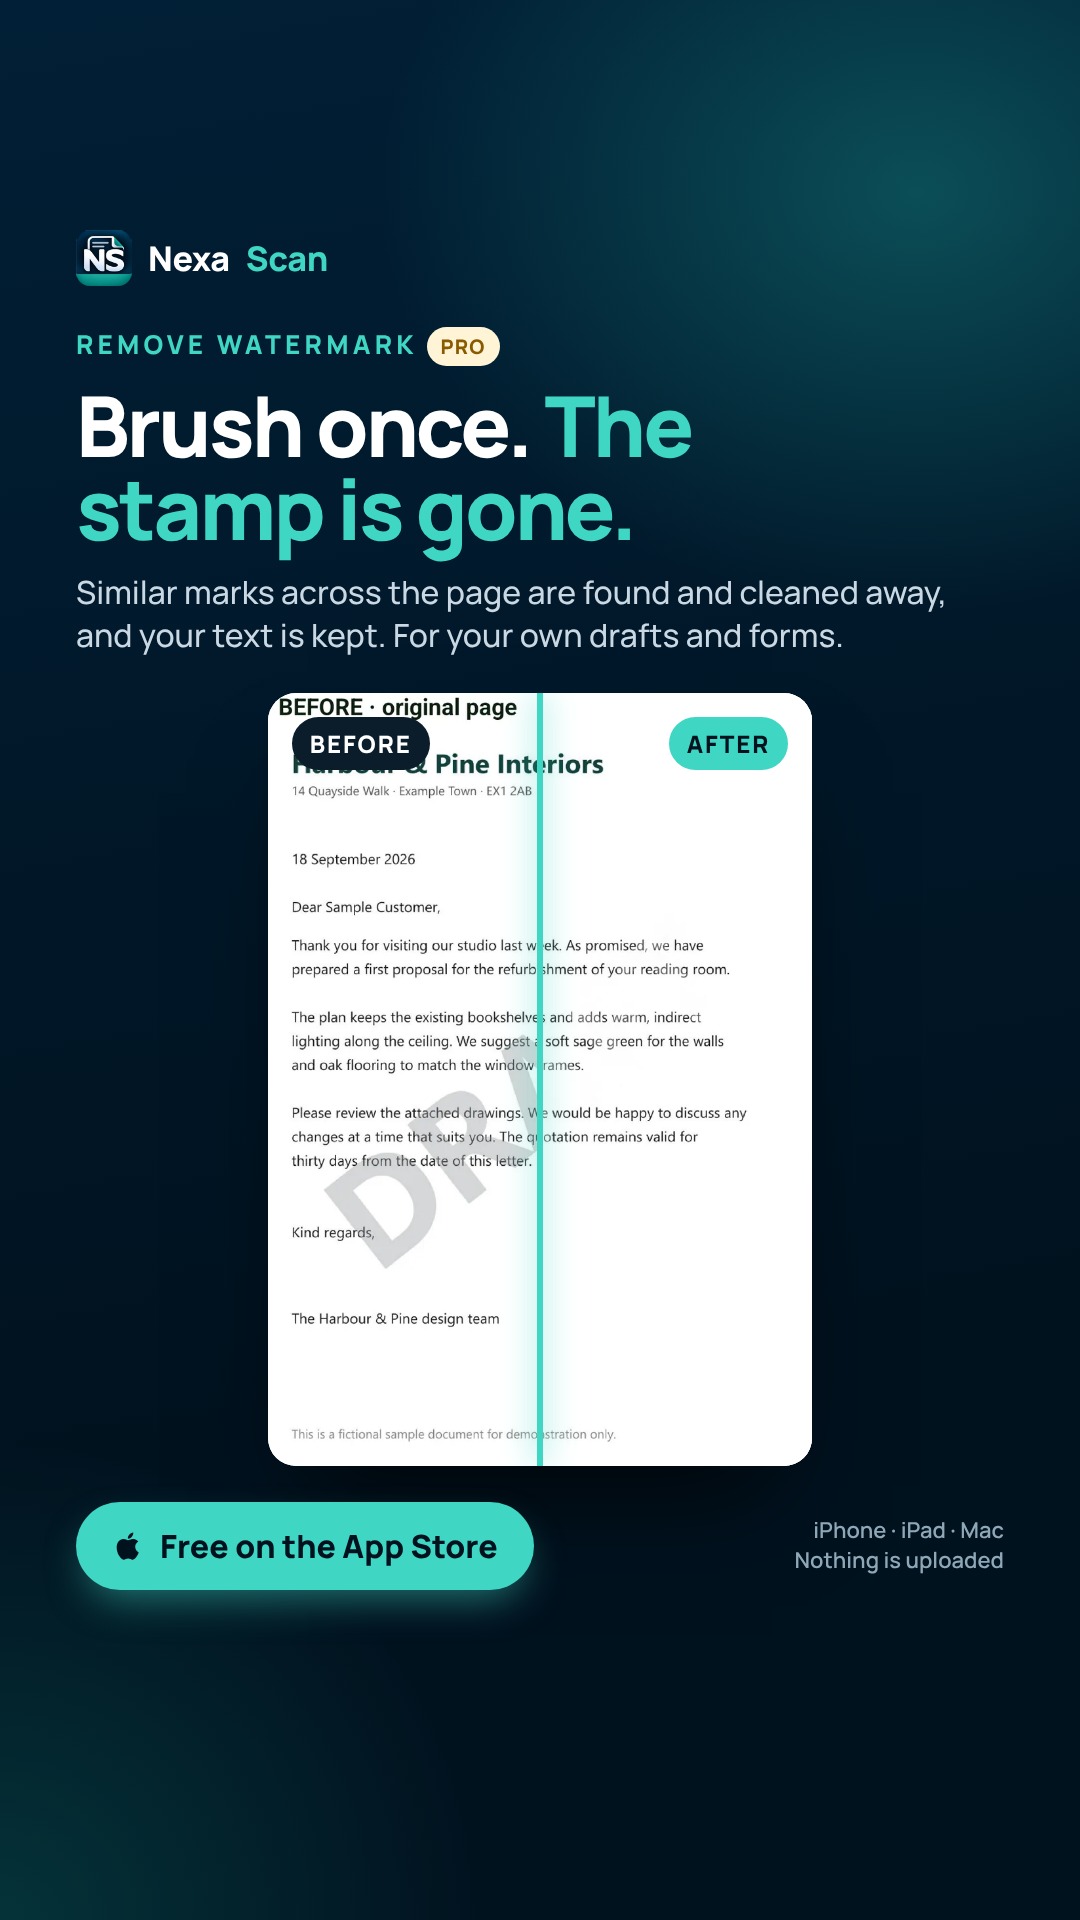 NS Nexa Scan
REMOVE WATERMARK PRO
Brush once. The
stamp is gone.
Similar marks across the page are found and cleaned away,
and your text is kept. For your own drafts and forms.
BEFORE · original page
BEFORE
AFTER
& Pine Interiors
14 Quayside Walk · Example Town · EX1 2AB
18 September 2026
Dear Sample Customer,
Thank you for visiting our studio last week. As promised, we have
prepared a first proposal for the refurbishment of your reading room.
The plan keeps the existing bookshelves and adds warm, indirect
lighting along the ceiling. We suggest a soft sage green for the walls
and oak flooring to match the window frames.
Please review the attached drawings. We would be happy to discuss any
changes at a time that suits you. The quotation remains valid for
thirty days from the date of this letter.
DRA
Kind regards,
The Harbour & Pine design team
This is a fictional sample document for demonstration only.
Free on the App Store
iPhone · iPad · Mac
Nothing is uploaded